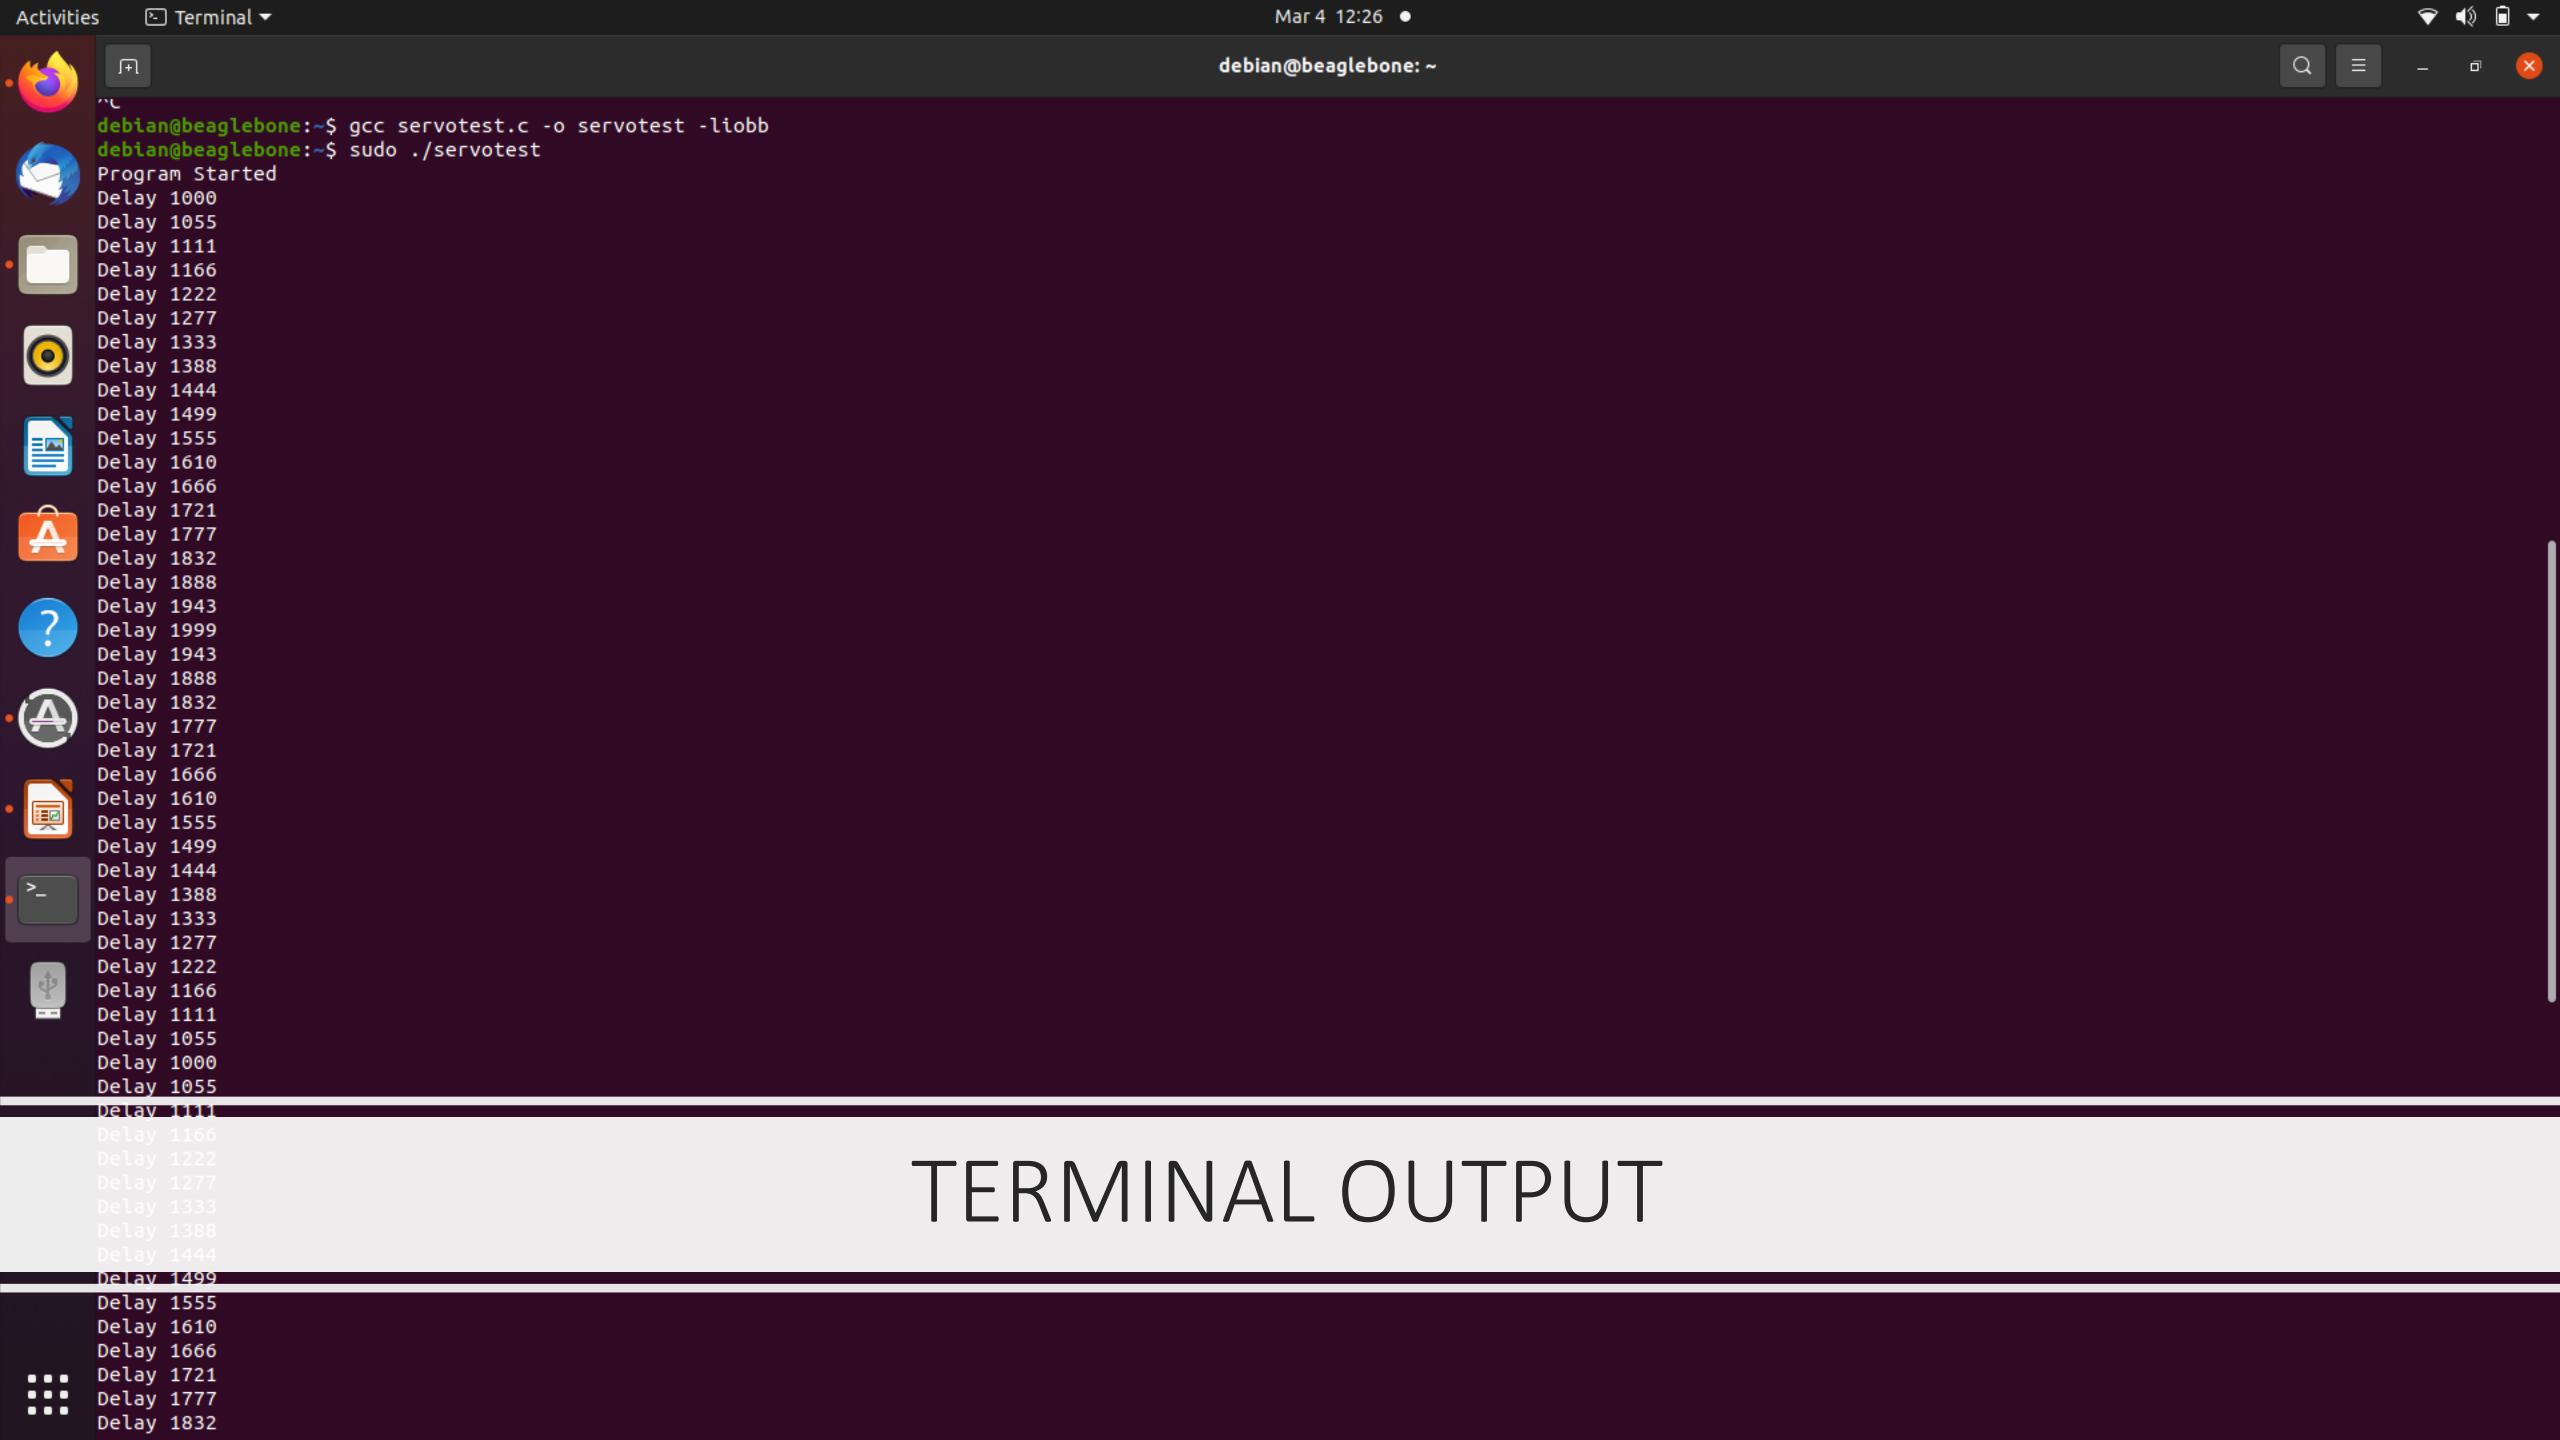 Activities
Terminal
Mar 4 12:26
debian@beaglebone: ~
^C
debian@beaglebone:~$ gcc servotest.c -o servotest -liobb
debian@beaglebone:~$ sudo ./servotest
Program Started
Delay 1000
Delay 1055
Delay 1111
Delay 1166
Delay 1222
Delay 1277
Delay 1333
Delay 1388
Delay 1444
Delay 1499
Delay 1555
Delay 1610
Delay 1666
Delay 1721
Delay 1777
Delay 1832
Delay 1888
Delay 1943
Delay 1999
Delay 1943
Delay 1888
Delay 1832
Delay 1777
Delay 1721
Delay 1666
Delay 1610
Delay 1555
Delay 1499
Delay 1444
Delay 1388
Delay 1333
Delay 1277
Delay 1222
Delay 1166
Delay 1111
Delay 1055
Delay 1000
Delay 1055
Delay 1111
Delay 1166
Delay 1222
Delay 1277
Delay 1333
Delay 1388
Delay 1444
Delay 1499
Delay 1555
Delay 1610
Delay 1666
Delay 1721
Delay 1777
Delay 1832
TERMINAL OUTPUT